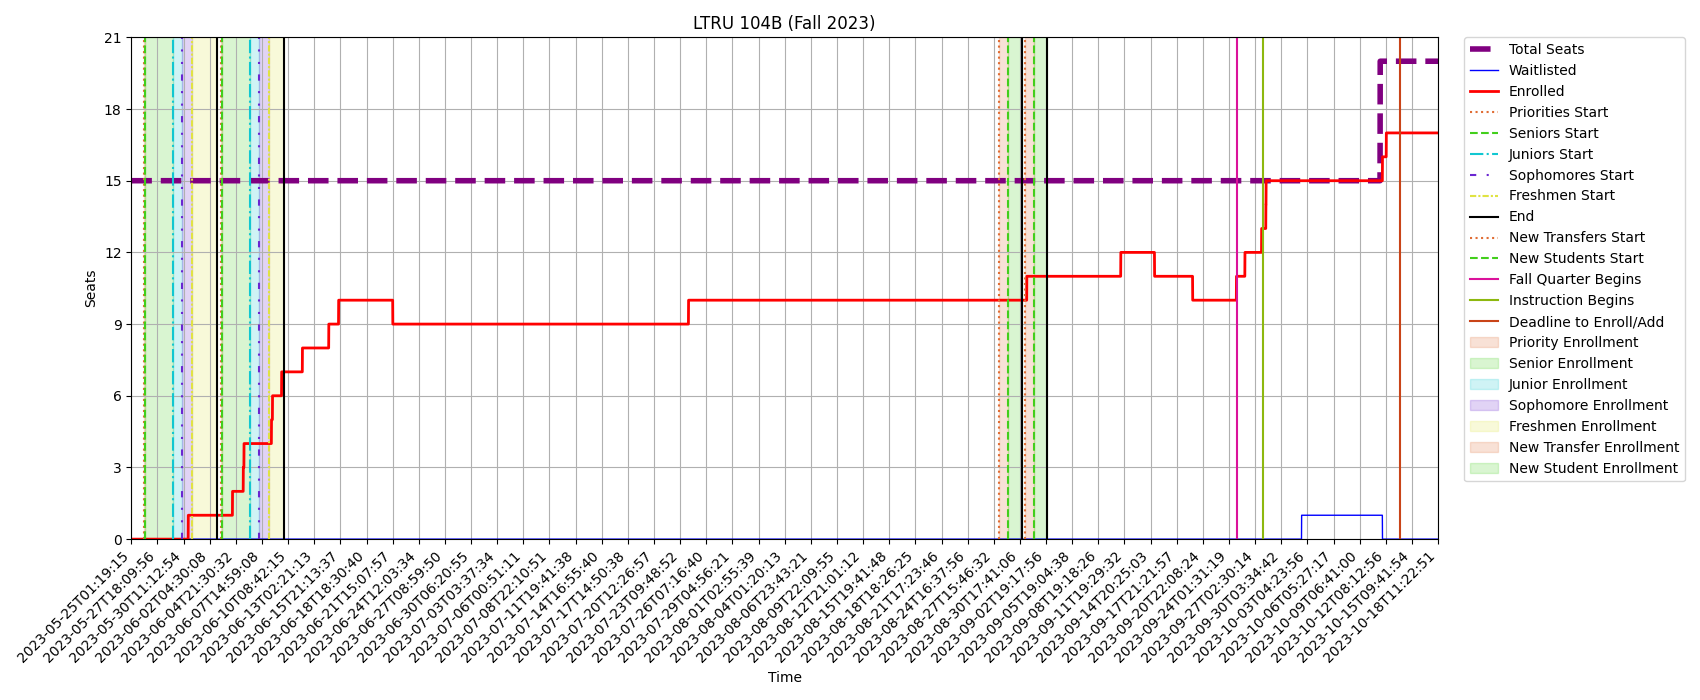 LTRU 104B (Fall 2023)
Seats
21
18
15
12
9
6
3
0
2023-05-25T01:19:15
2023-05-27T18:09:56
2023-05-30T11:12:54
2023-06-02T04:30:08
2023-06-04T21:30:32
2023-06-07T14:59:08
2023-06-10T08:42:15
2023-06-13T02:21:13
2023-06-15T21:13:37
2023-06-18T18:30:40
2023-06-21T15:07:57
2023-06-24T12:03:34
2023-06-27T08:59:50
2023-06-30T06:20:55
2023-07-03T03:37:34
2023-07-06T00:51:11
2023-07-08T22:10:51
2023-07-11T19:41:38
2023-07-14T16:55:40
2023-07-17T14:50:38
2023-07-20T12:26:57
2023-07-23T09:48:52
2023-07-26T07:16:40
2023-07-29T04:56:21
2023-08-01T02:55:39
2023-08-04T01:20:13
2023-08-06T23:43:21
2023-08-09T22:09:55
2023-08-12T21:01:12
2023-08-15T19:41:48
2023-08-18T18:26:25
2023-08-21T17:23:46
2023-08-24T16:37:56
2023-08-27T15:46:32
2023-08-30T17:41:06
2023-09-02T19:17:56
2023-09-05T19:04:38
2023-09-08T19:18:26
2023-09-11T19:29:32
2023-09-14T20:25:03
2023-09-17T21:21:57
2023-09-20T22:08:24
2023-09-24T01:31:19
2023-09-27T02:30:14
2023-09-30T03:34:42
2023-10-03T04:23:56
2023-10-06T05:27:17
2023-10-09T06:41:00
2023-10-12T08:12:56
2023-10-15T09:41:54
2023-10-18T11:22:51
Time
Total Seats
Waitlisted
Enrolled
Priorities Start
Seniors Start
Juniors Start
Sophomores Start
Freshmen Start
End
New Transfers Start
New Students Start
Fall Quarter Begins
Instruction Begins
Deadline to Enroll/Add
Priority Enrollment
Senior Enrollment
Junior Enrollment
Sophomore Enrollment
Freshmen Enrollment
New Transfer Enrollment
New Student Enrollment